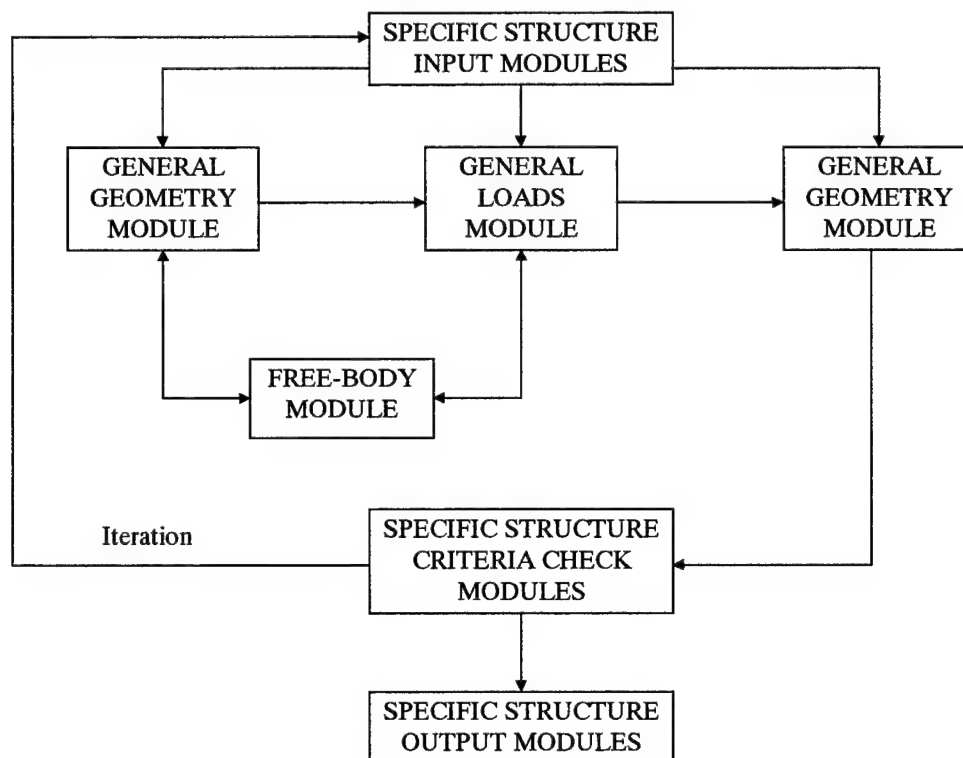 SPECIFIC STRUCTURE
INPUT MODULES
GENERAL
GEOMETRY
MODULE
GENERAL
LOADS
MODULE
GENERAL
GEOMETRY
MODULE
FREE-BODY
MODULE
Iteration
SPECIFIC STRUCTURE
CRITERIA CHECK
MODULES
SPECIFIC STRUCTURE
OUTPUT MODULES